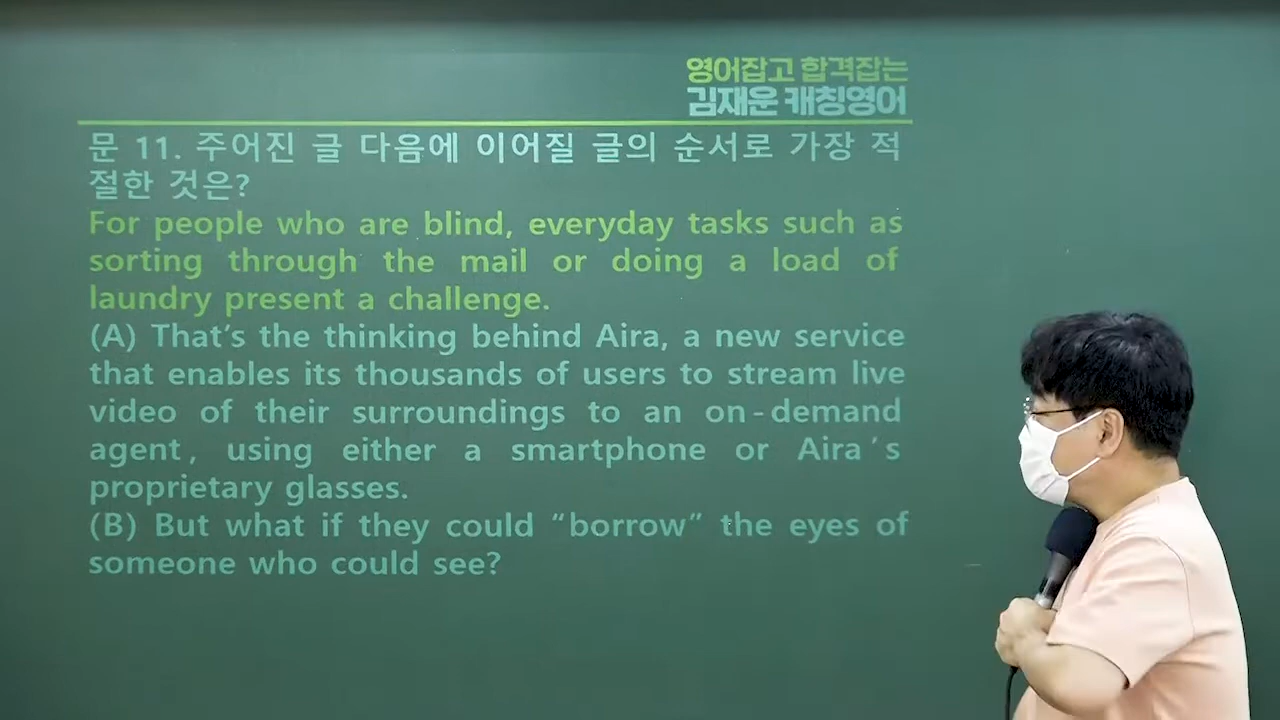 영어잡고 합격잡는
김재운 캐칭영어
문 11. 주어진 글 다음에 이어질 글의 순서로 가장 적
절한 것은?
For people who are blind, everyday tasks such as
sorting through the mail or doing a load of
laundry present a challenge.
(A) That’s the thinking behind Aira, a new service
that enables its thousands of users to stream live
video of their surroundings to an on-demand
agent, using either a smartphone or Aira’s
proprietary glasses.
(B) But what if they could “borrow” the eyes of
someone who could see?